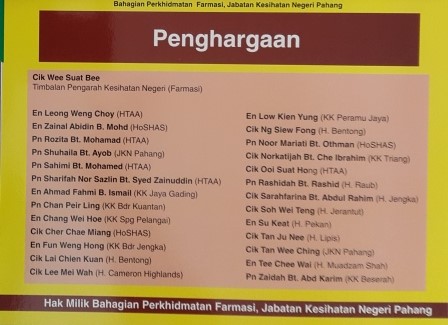 Bahagian Perkhidmatan Farmasi, Jabatan Kesihatan Negeri Pahang
Penghargaan
Cik Wee Suat Bee
Timbalan Pengarah Kesihatan Negeri (Farmasi)
En Leong Weng Choy (HTAA)
En Zainal Abidin B. Mohd (HoSHAS)
Pn Rozita Bt. Mohamad (HTAA)
Pn Shuhaila Bt. Ayob (JKN Pahang)
Pn Sahimi Bt. Mohamed (HTAA)
Pn Sharifah Nor Sazlin Bt. Syed Zainuddin (HTAA)
En Ahmad Fahmi B. Ismail (KK Jaya Gading)
Pn Chan Peir Ling (KK Bdr Kuantan)
En Chang Wei Hoe (KK Spg Pelangai)
Cik Cher Chae Miang (HoSHAS)
En Fun Weng Hong (KK Bdr Jengka)
Cik Lai Chien Kuan (H. Bentong)
Cik Lee Mei Wah (H. Cameron Highlands)
En Low Kien Yung (KK Peramu Jaya)
Cik Ng Siew Fong (H. Bentong)
Pn Noor Mariati Bt. Othman (HoSHAS)
Cik Norkatijah Bt. Che Ibrahim (KK Triang)
Cik Ooi Suat Hong (HTAA)
Pn Rashidah Bt. Rashid (H. Raub)
Cik Sarahfarina Bt. Abdul Rahim (H. Jengka)
Cik Soh Wei Teng (H. Jerantut)
En Su Keat (H. Pekan)
Cik Tan Ju Nee (H. Lipis)
Cik Tan Wee Ching (JKN Pahang)
En Tee Chee Wai (H. Muadzam Shah)
Pn Zaidah Bt. Abd Karim (KK Beserah)
Hak Milik Bahagian Perkhidmatan Farmasi, Jabatan Kesihatan Negeri Pahang